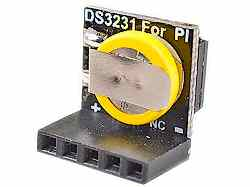 DS3231 For PI
+ NC -